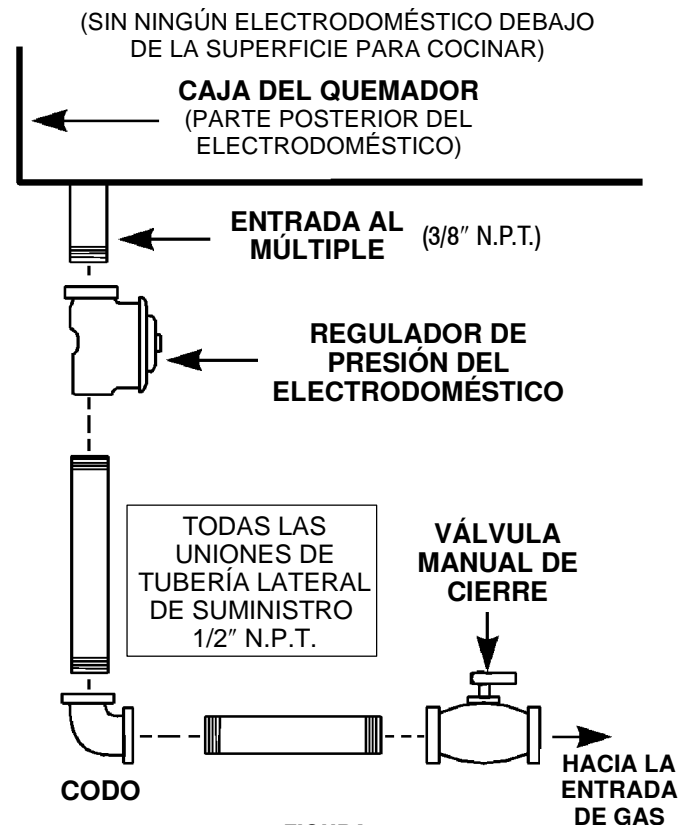 (SIN NINGÚN ELECTRODOMÉSTICO DEBAJO
DE LA SUPERFICIE PARA COCINAR)
CAJA DEL QUEMADOR
(PARTE POSTERIOR DEL
ELECTRODOMÉSTICO)
ENTRADA AL
MÚLTIPLE (3/8″ N.P.T.)
REGULADOR DE
PRESIÓN DEL
ELECTRODOMÉSTICO
TODAS LAS
UNIONES DE
TUBERÍA LATERAL
DE SUMINISTRO
1/2″ N.P.T.
VÁLVULA
MANUAL DE
CIERRE
CODO
HACIA LA
ENTRADA
DE GAS